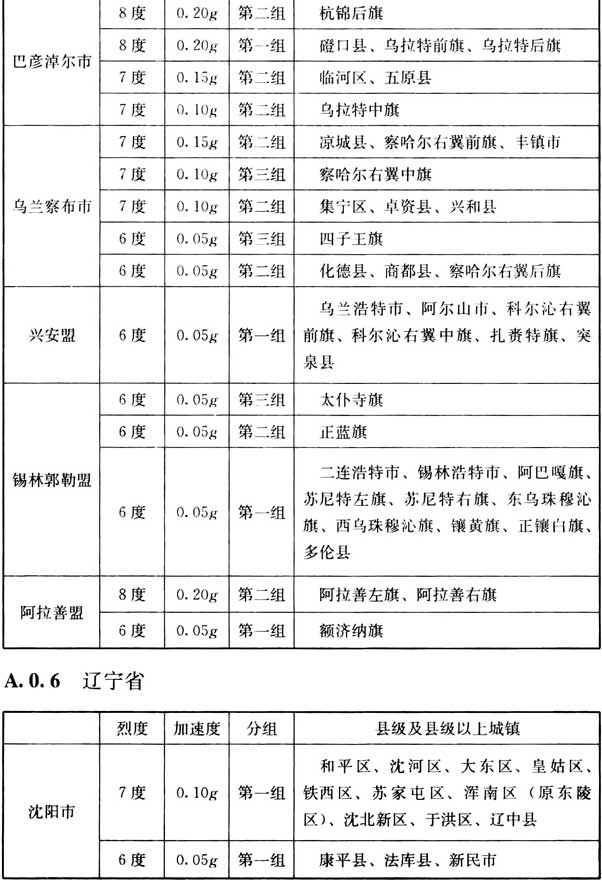 巴彦淖尔市
8度 0.20g 第二组 杭锦后旗
8度 0.20g 第一组 磴口县、乌拉特前旗、乌拉特后旗
7度 0.15g 第二组 临河区、五原县
7度 0.10g 第二组 乌拉特中旗
乌兰察布市
7度 0.15g 第二组 凉城县、察哈尔右翼前旗、丰镇市
7度 0.10g 第三组 察哈尔右翼中旗
7度 0.10g 第二组 集宁区、卓资县、兴和县
6度 0.05g 第三组 四子王旗
6度 0.05g 第二组 化德县、商都县、察哈尔右翼后旗
兴安盟
6度 0.05g 第一组
乌兰浩特市、阿尔山市、科尔沁右翼
前旗、科尔沁右翼中旗、扎赉特旗、突
泉县
锡林郭勒盟
6度 0.05g 第三组 太仆寺旗
6度 0.05g 第二组 正蓝旗
6度 0.05g 第一组
二连浩特市、锡林浩特市、阿巴嘎旗、
苏尼特左旗、苏尼特右旗、东乌珠穆沁
旗、西乌珠穆沁旗、镶黄旗、正镶白旗、
多伦县
阿拉善盟
8度 0.20g 第二组 阿拉善左旗、阿拉善右旗
6度 0.05g 第一组 额济纳旗
A.0.6 辽宁省
烈度 加速度 分组 县级及县级以上城镇
沈阳市
7度 0.10g 第一组
和平区、沈河区、大东区、皇姑区、
铁西区、苏家屯区、浑南区（原东陵
区）、沈北新区、于洪区、辽中县
6度 0.05g 第一组 康平县、法库县、新民市